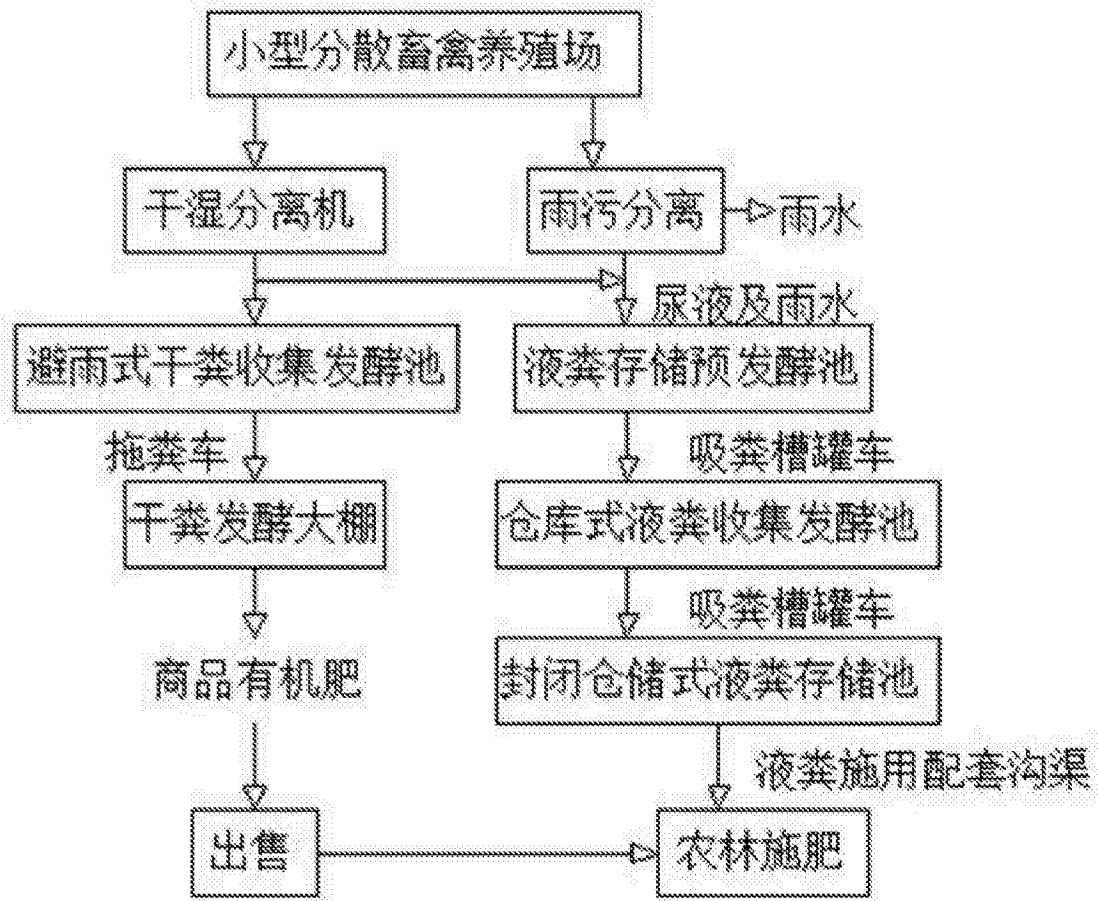 小型分散畜禽养殖场
干湿分离机
雨污分离
雨水
尿液及雨水
避雨式干粪收集发酵池
液粪存储预发酵池
拖粪车
吸粪槽罐车
干粪发酵大棚
仓库式液粪收集发酵池
吸粪槽罐车
商品有机肥
封闭仓储式液粪存储池
液粪施用配套沟渠
出售
农林施肥